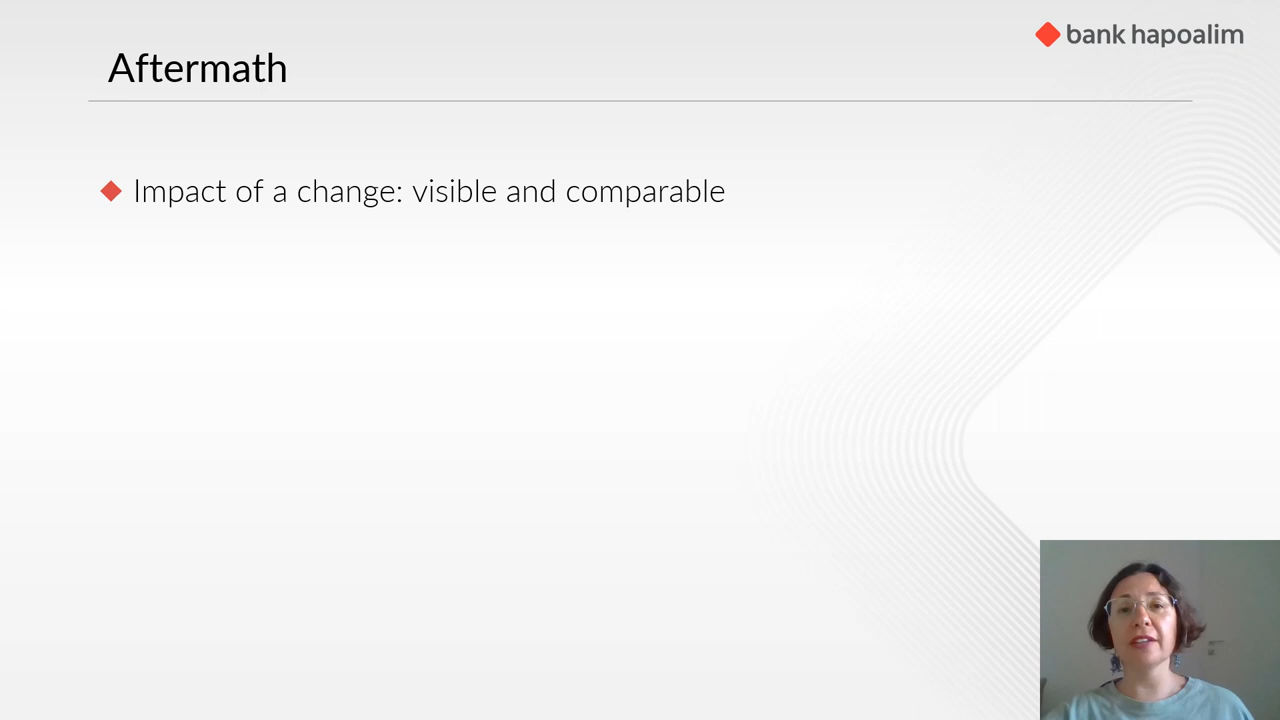 bank hapoalim
Aftermath
Impact of a change: visible and comparable